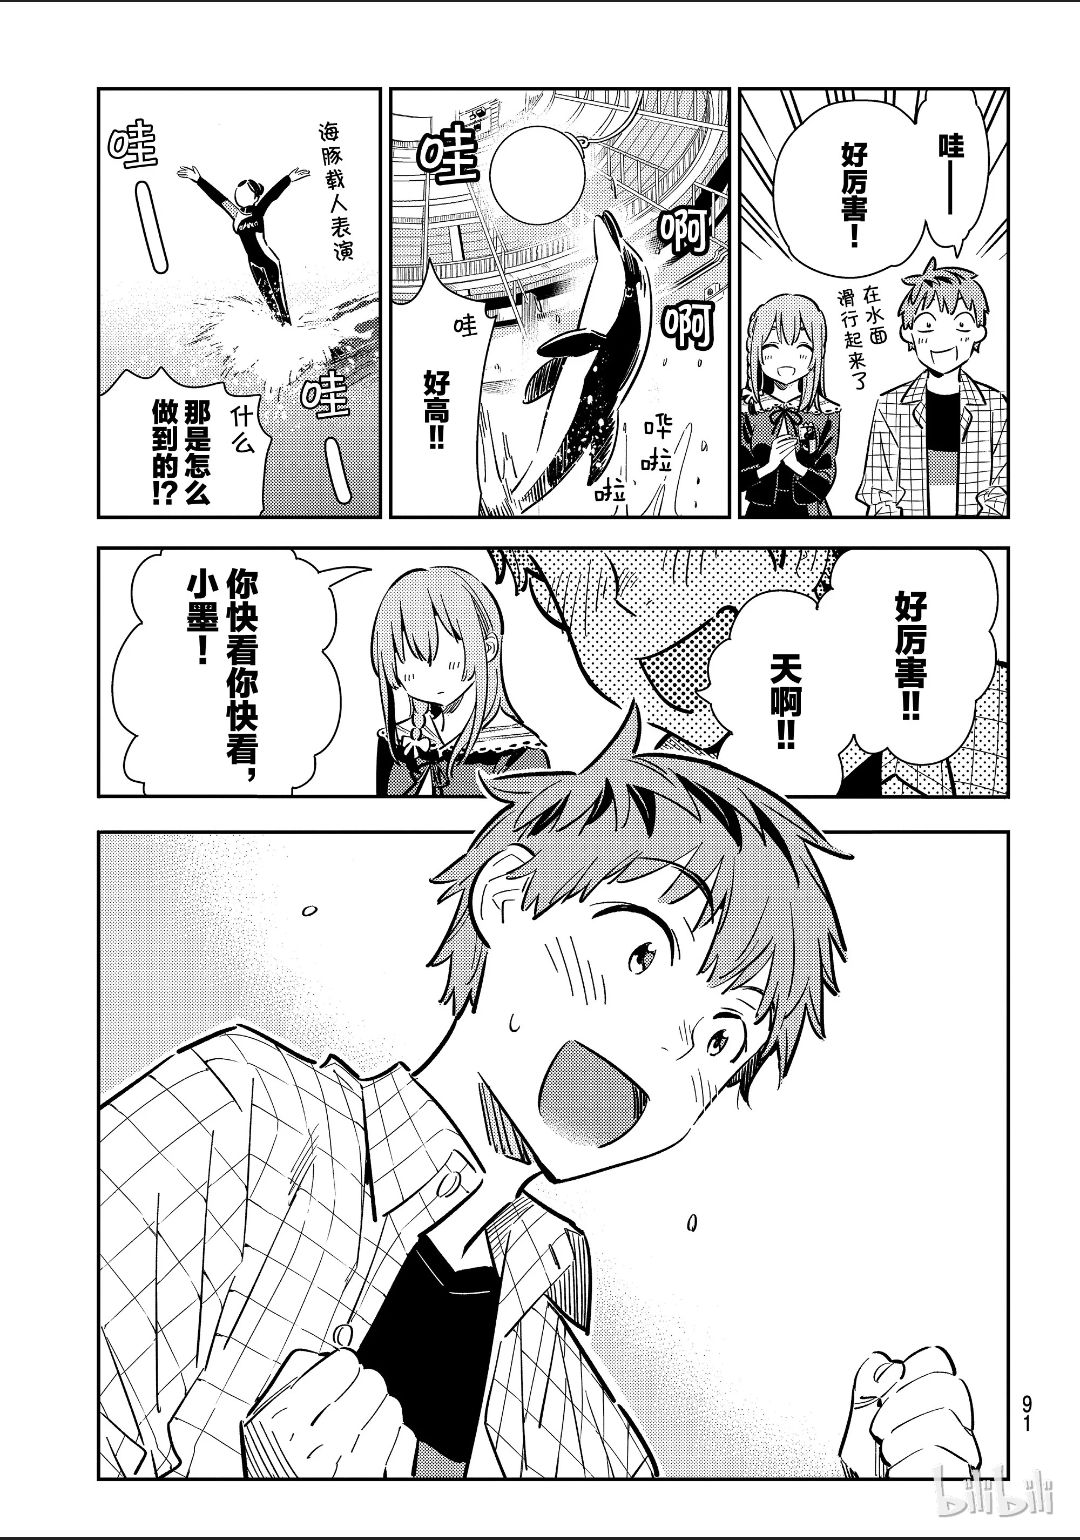 哇——
好厉害！
在水面
滑行起来了
哇
啊
啊
哇
好高!!
哗
啦
啦
海豚载人表演
哇—
哇—
什么
那是怎么
做到的!?
好厉害!!
天啊!!
你快看你快看，
小墨！
91
bilibili